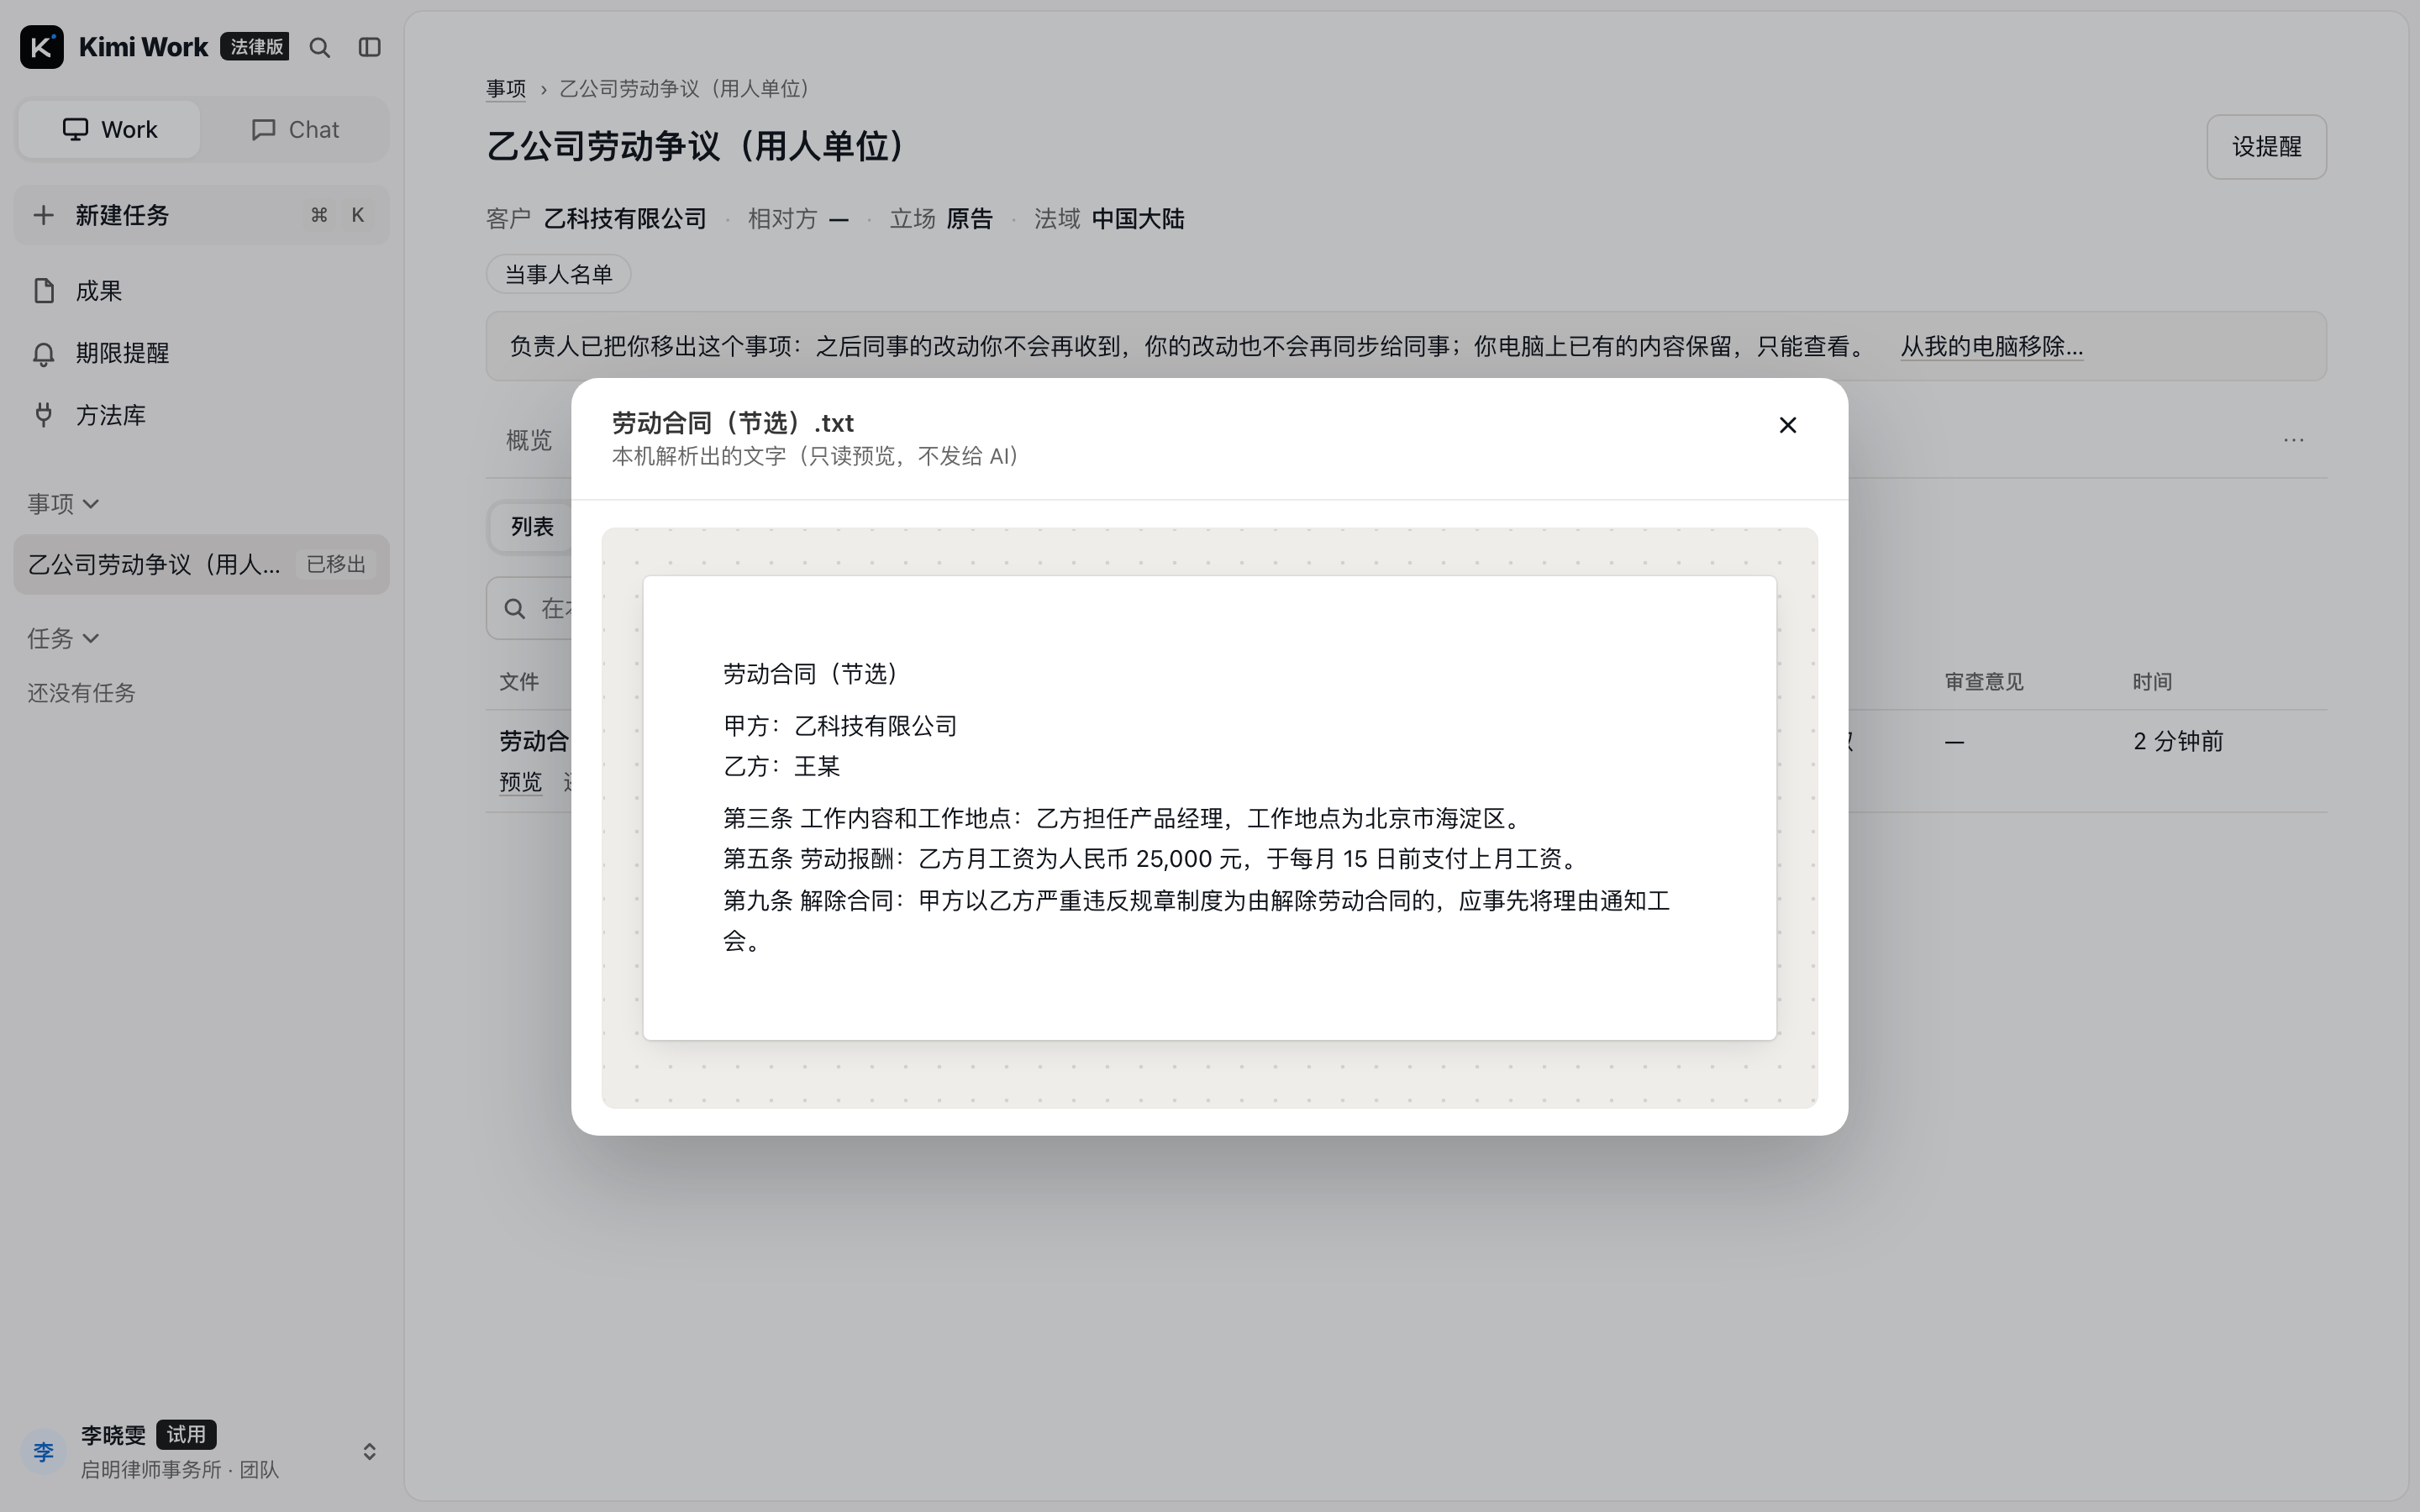 Kimi Work 法律版
Work
Chat
新建任务 ⌘ K
成果
期限提醒
方法库
事项
乙公司劳动争议（用人... 已移出
任务
还没有任务
李 李晓雯 试用
启明律师事务所 · 团队
事项 › 乙公司劳动争议（用人单位）
乙公司劳动争议（用人单位）
设提醒
客户 乙科技有限公司 · 相对方 — · 立场 原告 · 法域 中国大陆
当事人名单
负责人已把你移出这个事项：之后同事的改动你不会再收到，你的改动也不会再同步给同事；你电脑上已有的内容保留，只能查看。 从我的电脑移除...
概览
...
列表
在
文件 审查意见 时间
劳动合 — 2 分钟前
预览
劳动合同（节选）.txt
本机解析出的文字（只读预览，不发给 AI）
劳动合同（节选）
甲方：乙科技有限公司
乙方：王某
第三条 工作内容和工作地点：乙方担任产品经理，工作地点为北京市海淀区。
第五条 劳动报酬：乙方月工资为人民币 25,000 元，于每月 15 日前支付上月工资。
第九条 解除合同：甲方以乙方严重违反规章制度为由解除劳动合同的，应事先将理由通知工
会。